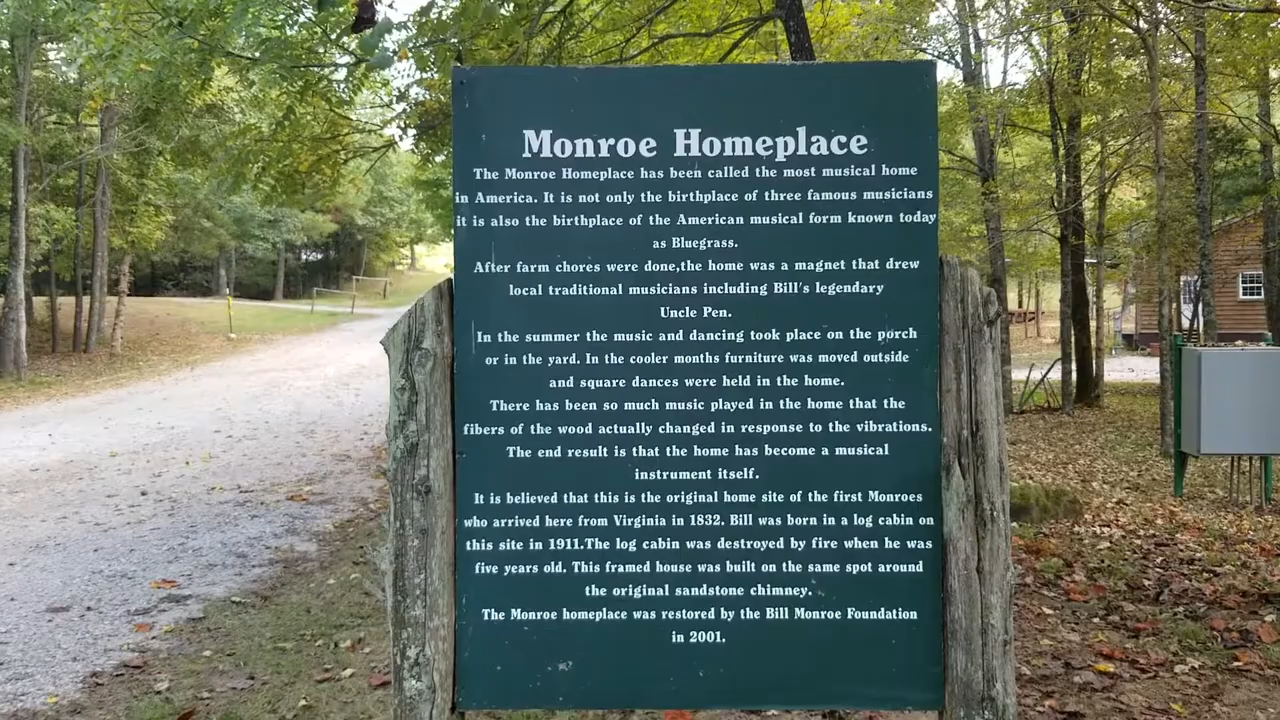 Monroe Homeplace
The Monroe Homeplace has been called the most musical home
in America. It is not only the birthplace of three famous musicians
it is also the birthplace of the American musical form known today
as Bluegrass.
After farm chores were done,the home was a magnet that drew
local traditional musicians including Bill's legendary
Uncle Pen.
In the summer the music and dancing took place on the porch
or in the yard. In the cooler months furniture was moved outside
and square dances were held in the home.
There has been so much music played in the home that the
fibers of the wood actually changed in response to the vibrations.
The end result is that the home has become a musical
instrument itself.
It is believed that this is the original home site of the first Monroes
who arrived here from Virginia in 1832. Bill was born in a log cabin on
this site in 1911.The log cabin was destroyed by fire when he was
five years old. This framed house was built on the same spot around
the original sandstone chimney.
The Monroe homeplace was restored by the Bill Monroe Foundation
in 2001.